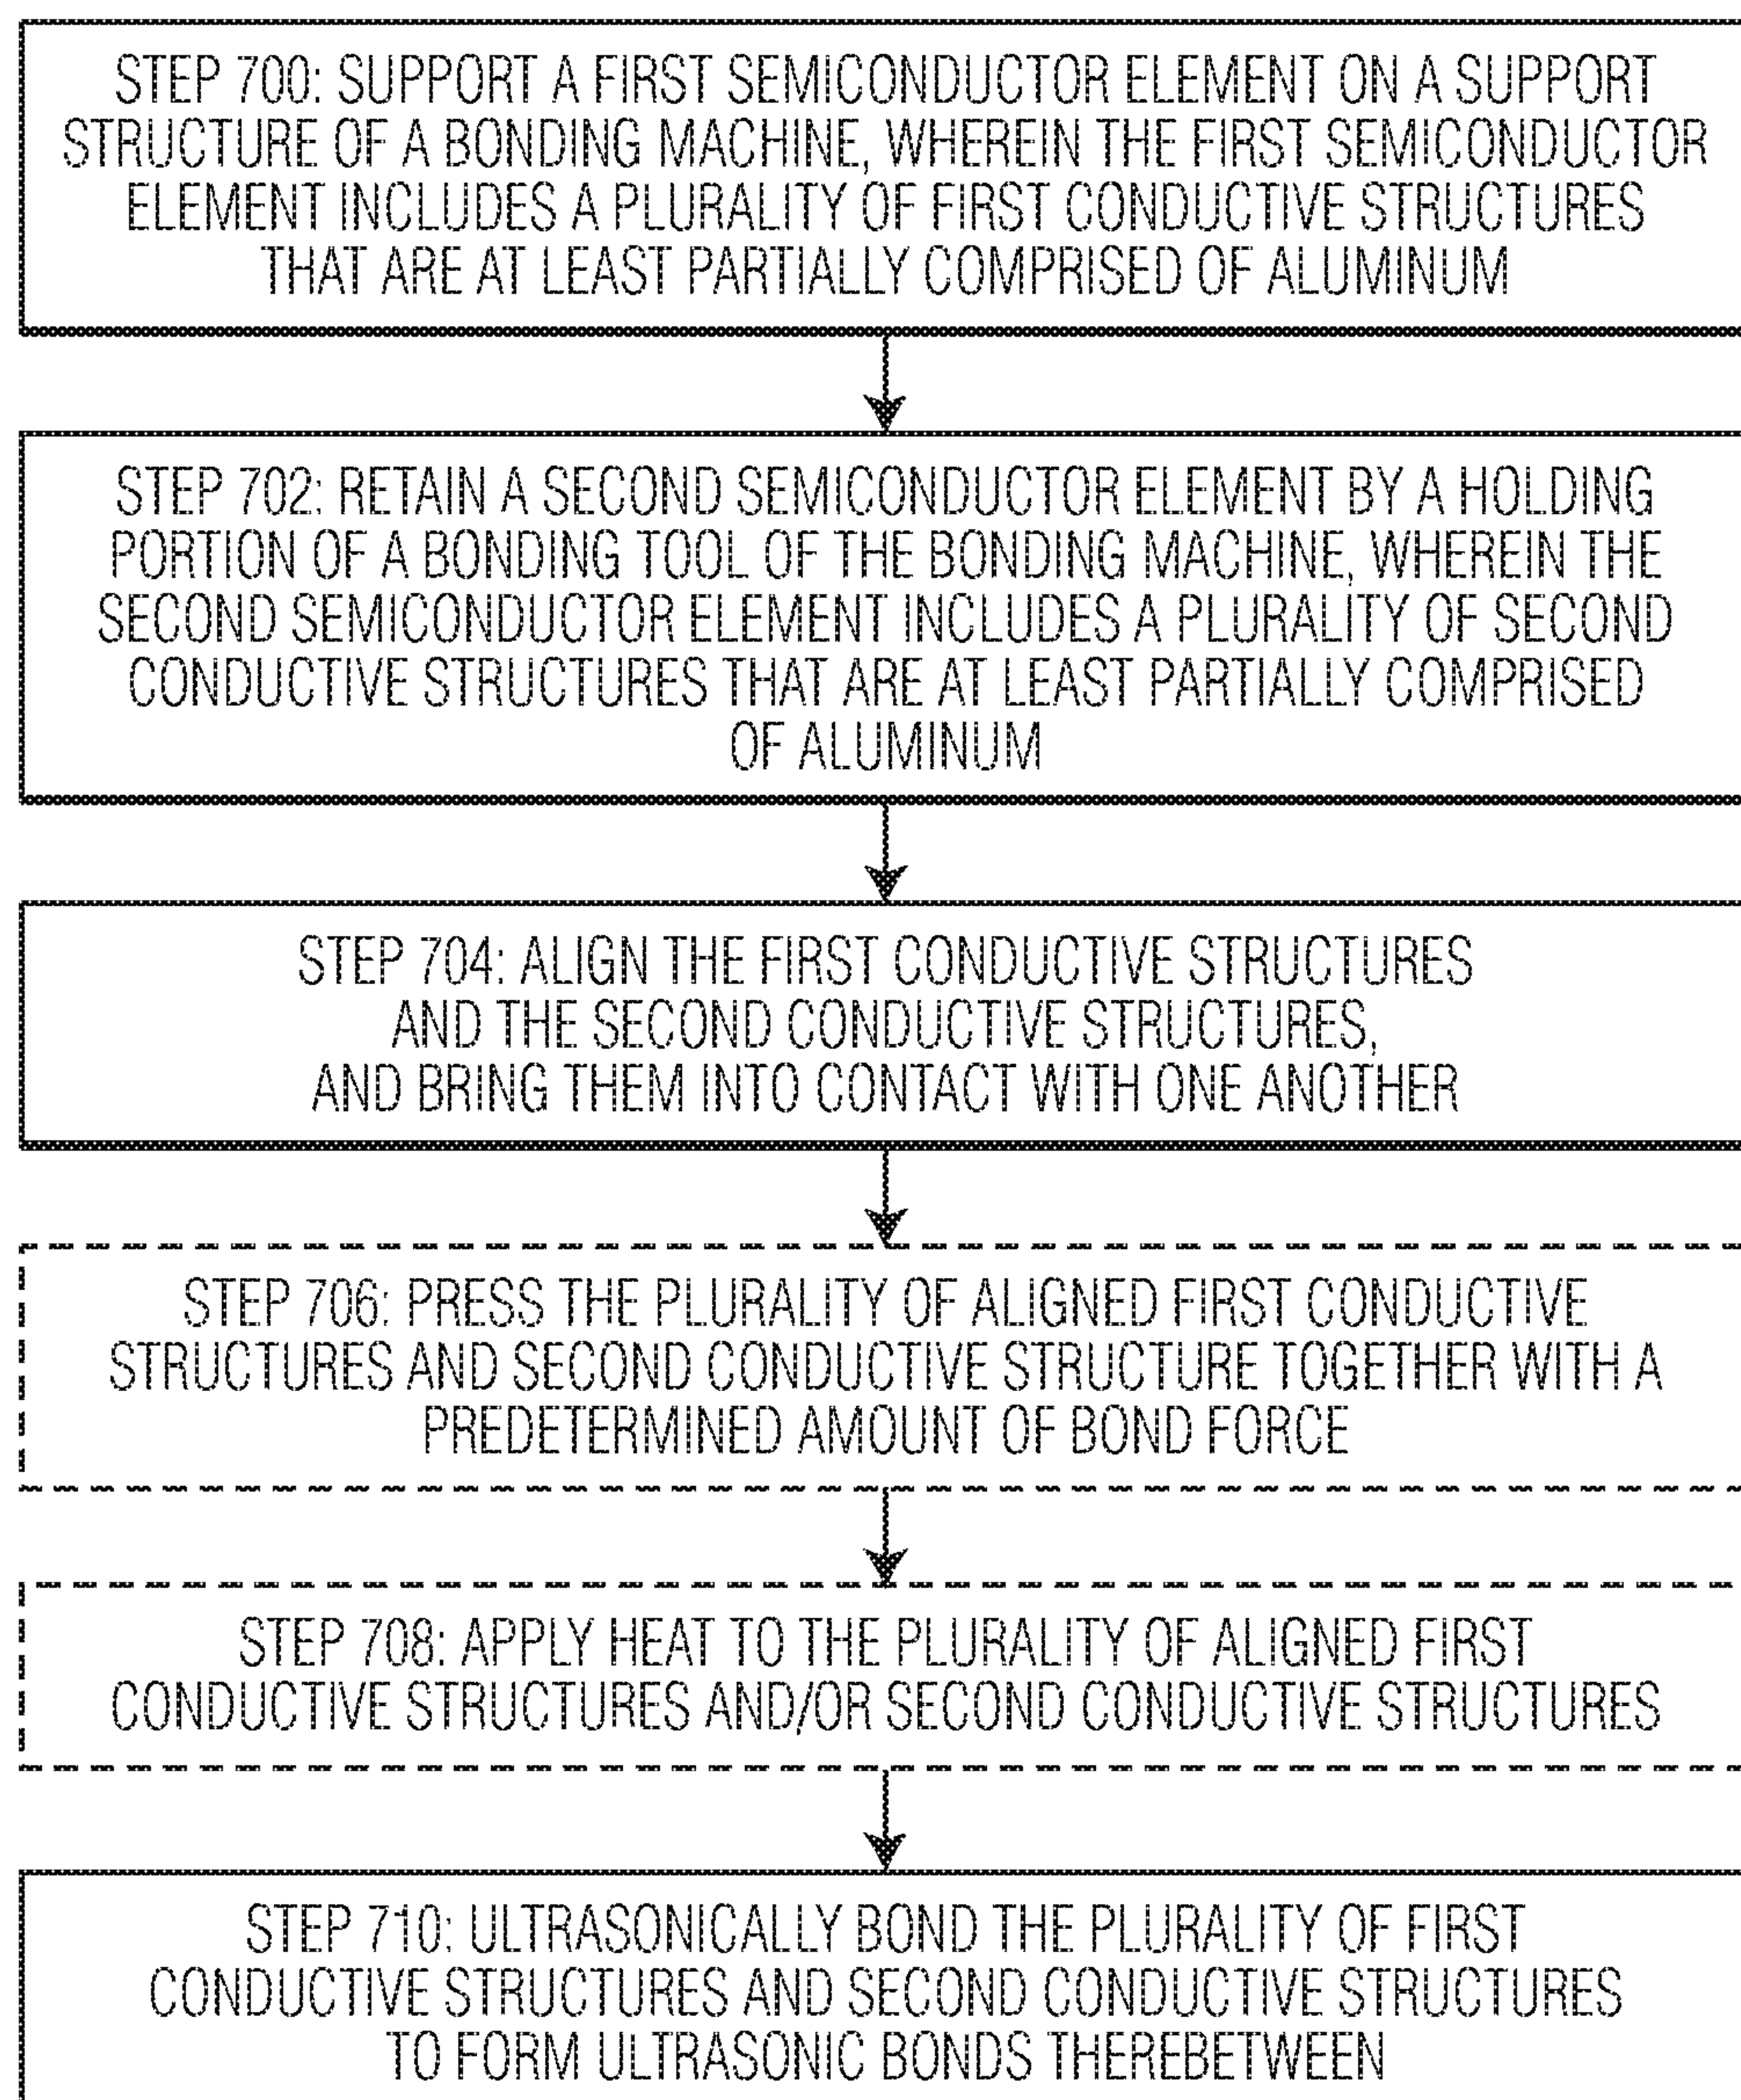 STEP 700: SUPPORT A FIRST SEMICONDUCTOR ELEMENT ON A SUPPORT
STRUCTURE OF A BONDING MACHINE, WHEREIN THE FIRST SEMICONDUCTOR
ELEMENT INCLUDES A PLURALITY OF FIRST CONDUCTIVE STRUCTURES
THAT ARE AT LEAST PARTIALLY COMPRISED OF ALUMINUM
STEP 702: RETAIN A SECOND SEMICONDUCTOR ELEMENT BY A HOLDING
PORTION OF A BONDING TOOL OF THE BONDING MACHINE, WHEREIN THE
SECOND SEMICONDUCTOR ELEMENT INCLUDES A PLURALITY OF SECOND
CONDUCTIVE STRUCTURES THAT ARE AT LEAST PARTIALLY COMPRISED
OF ALUMINUM
STEP 704: ALIGN THE FIRST CONDUCTIVE STRUCTURES
AND THE SECOND CONDUCTIVE STRUCTURES,
AND BRING THEM INTO CONTACT WITH ONE ANOTHER
STEP 706: PRESS THE PLURALITY OF ALIGNED FIRST CONDUCTIVE
STRUCTURES AND SECOND CONDUCTIVE STRUCTURE TOGETHER WITH A
PREDETERMINED AMOUNT OF BOND FORCE
STEP 708: APPLY HEAT TO THE PLURALITY OF ALIGNED FIRST
CONDUCTIVE STRUCTURES AND/OR SECOND CONDUCTIVE STRUCTURES
STEP 710: ULTRASONICALLY BOND THE PLURALITY OF FIRST
CONDUCTIVE STRUCTURES AND SECOND CONDUCTIVE STRUCTURES
TO FORM ULTRASONIC BONDS THEREBETWEEN